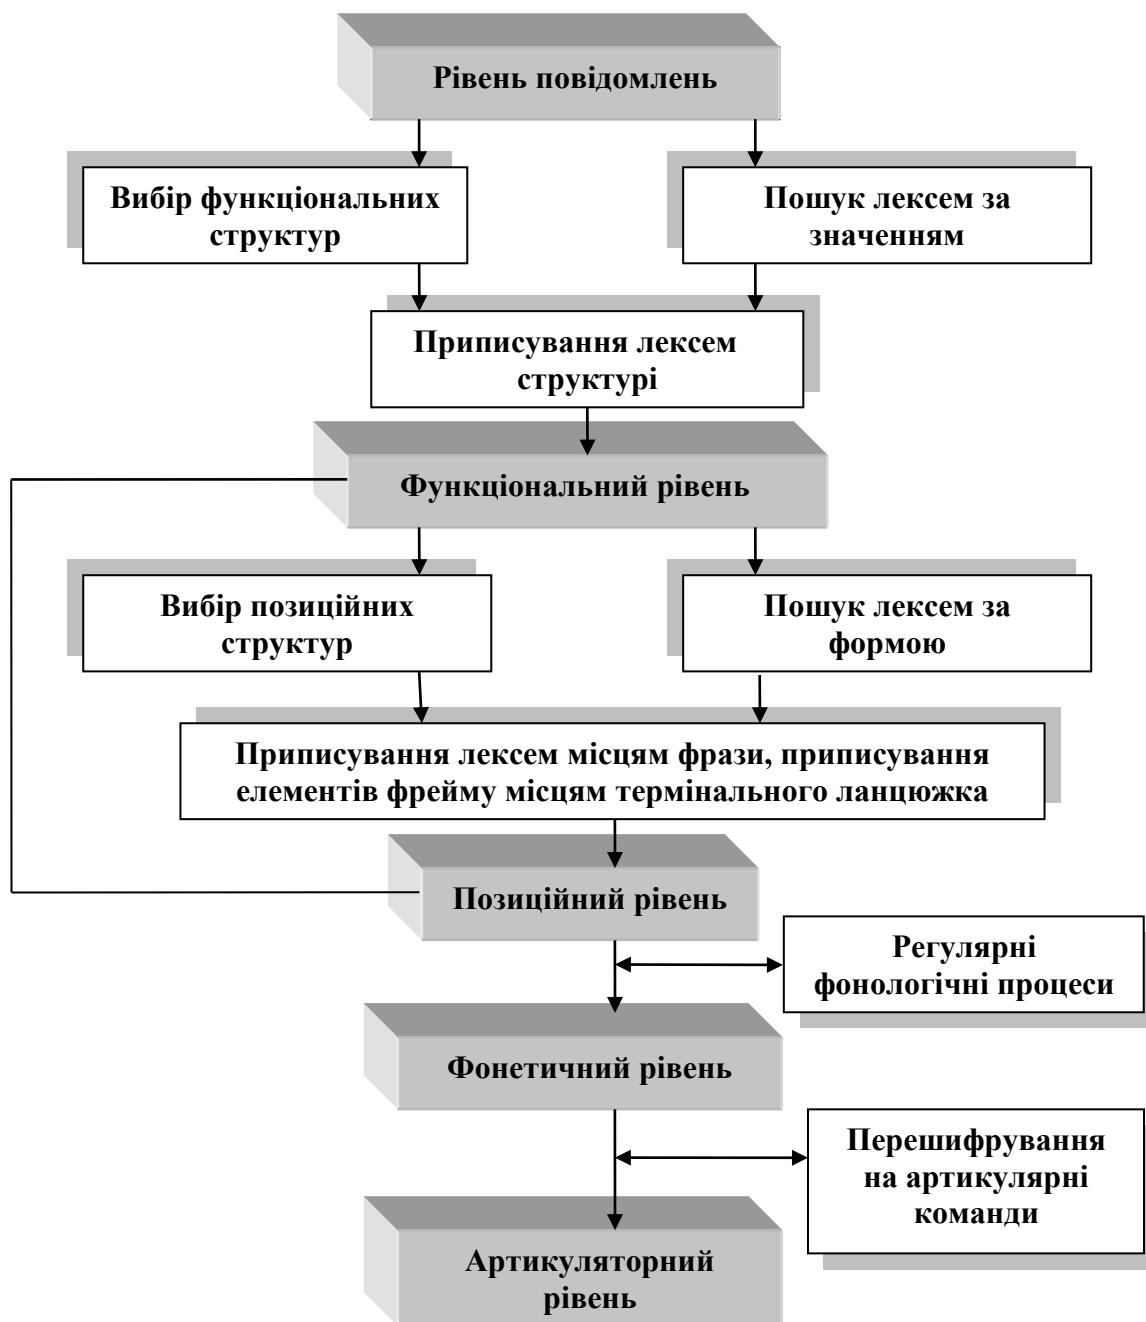 Рівень повідомлень
Вибір функціональних
структур
Пошук лексем за
значенням
Приписування лексем
структурі
Функціональний рівень
Вибір позиційних
структур
Пошук лексем за
формою
Приписування лексем місцям фрази, приписування
елементів фрейму місцям термінального ланцюжка
Позиційний рівень
Регулярні
фонологічні процеси
Фонетичний рівень
Перешифрування
на артикулярні
команди
Артикуляторний
рівень